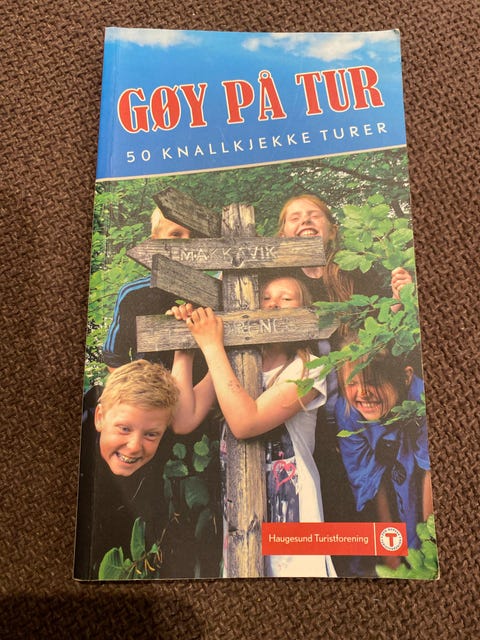 GØY PÅ TUR
50 KNALLKJEKKE TURER
Haugesund Turistforening
T